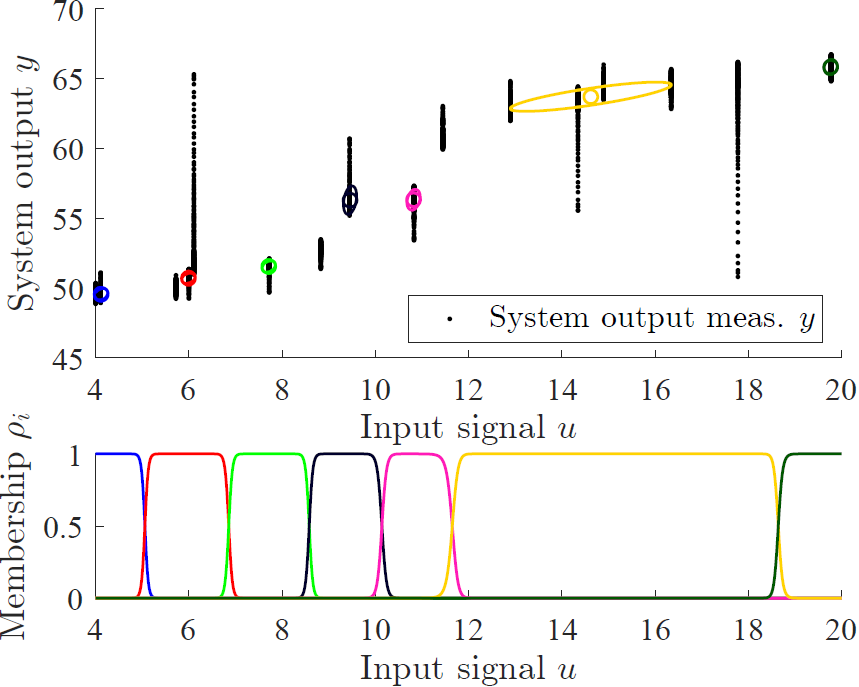 70
65
60
55
50
45
System output y
System output meas. y
4 6 8 10 12 14 16 18 20
Input signal u
1
0.5
0
Membership ρi
4 6 8 10 12 14 16 18 20
Input signal u